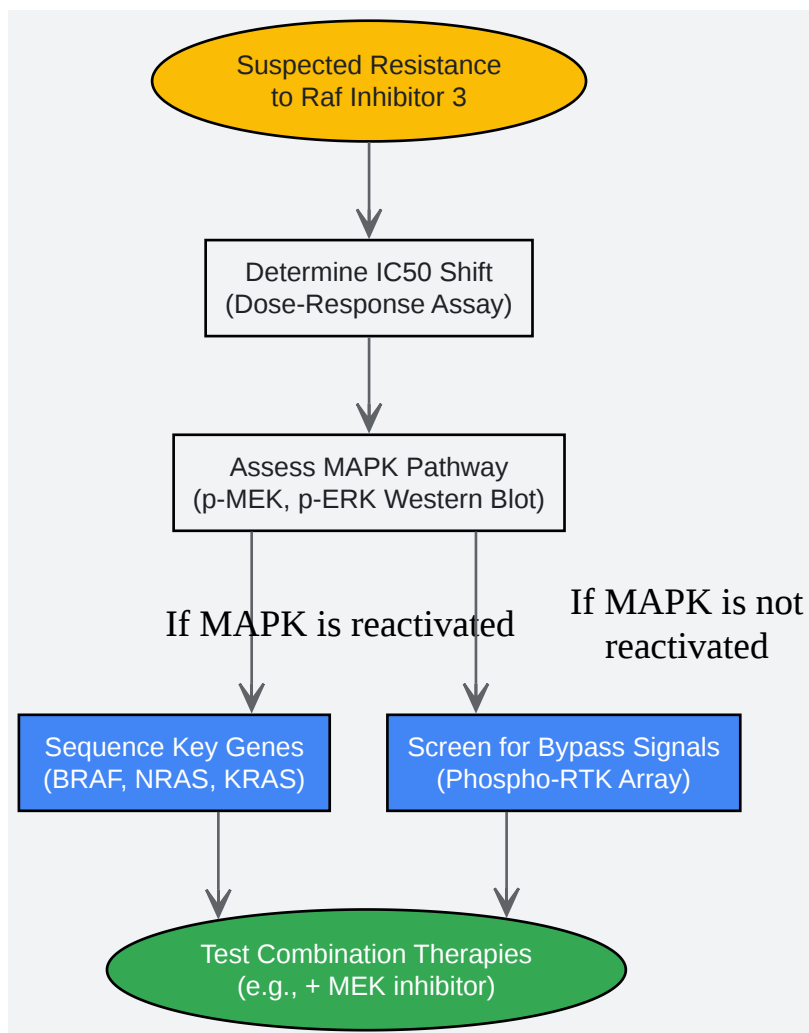 Suspected Resistance
to Raf Inhibitor 3
Determine IC50 Shift
(Dose-Response Assay)
Assess MAPK Pathway
(p-MEK, p-ERK Western Blot)
If MAPK is reactivated
If MAPK is not
reactivated
Sequence Key Genes
(BRAF, NRAS, KRAS)
Screen for Bypass Signals
(Phospho-RTK Array)
Test Combination Therapies
(e.g., + MEK inhibitor)